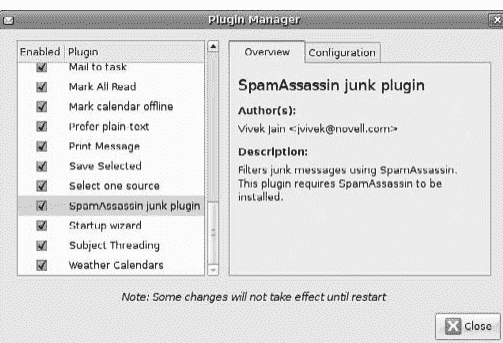 Plugin Manager
Enabled Plugin
Mail to task
Mark All Read
Mark calendar offline
Prefer plain-text
Print Message
Save Selected
Select one source
SpamAssassin junk plugin
Startup wizard
Subject Threading
Weather Calendars
Overview Configuration
SpamAssassin junk plugin
Author(s):
Vivek Jain <jvivek@novell.com>
Description:
Filters junk messages using SpamAssassin.
This plugin requires SpamAssassin to be
installed.
Note: Some changes will not take effect until restart
Close